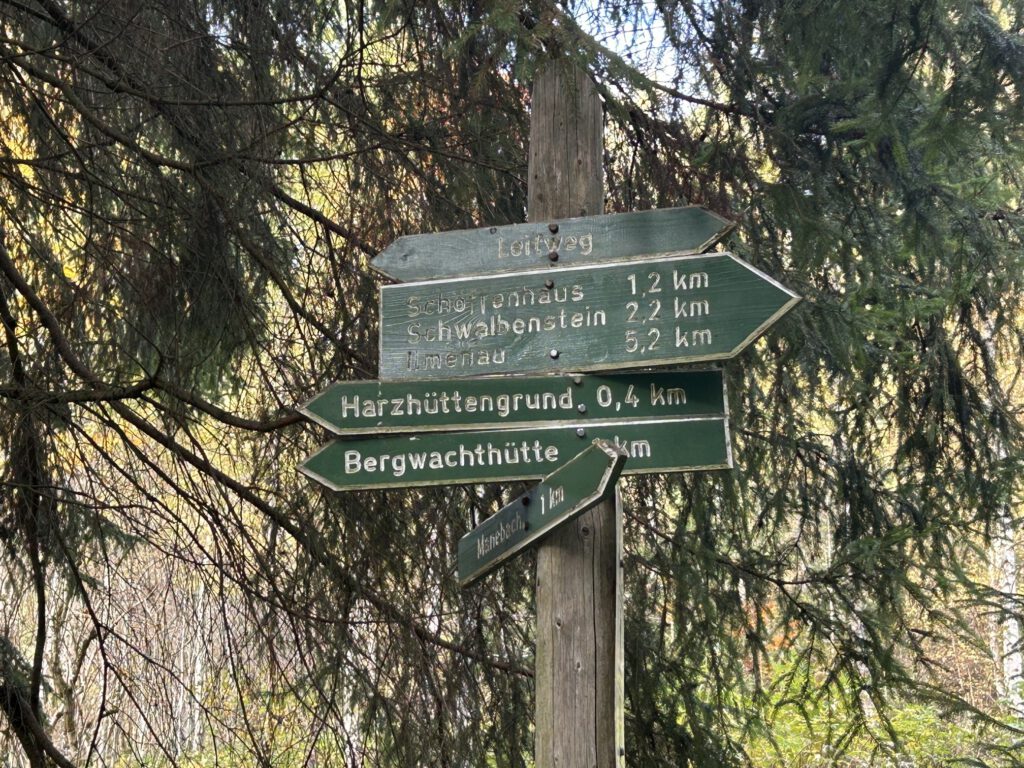 Leitweg
Schöffenhaus 1,2 km
Schwalbenstein 2,2 km
Ilmenau 5,2 km
Harzhüttengrund 0,4 km
Bergwachthütte km
Manebach 1 km